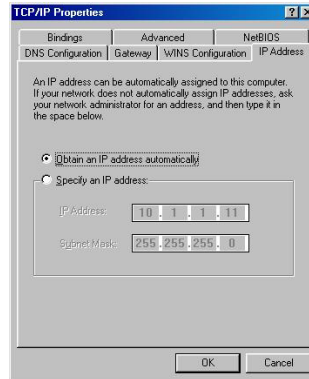 TCP/IP Properties
Bindings Advanced NetBIOS
DNS Configuration Gateway WINS Configuration IP Address
An IP address can be automatically assigned to this computer.
If your network does not automatically assign IP addresses, ask
your network administrator for an address, and then type it in
the space below.
Obtain an IP address automatically
Specify an IP address:
IP Address: 10 . 1 . 1 . 11
Subnet Mask: 255 . 255 . 255 . 0
OK Cancel